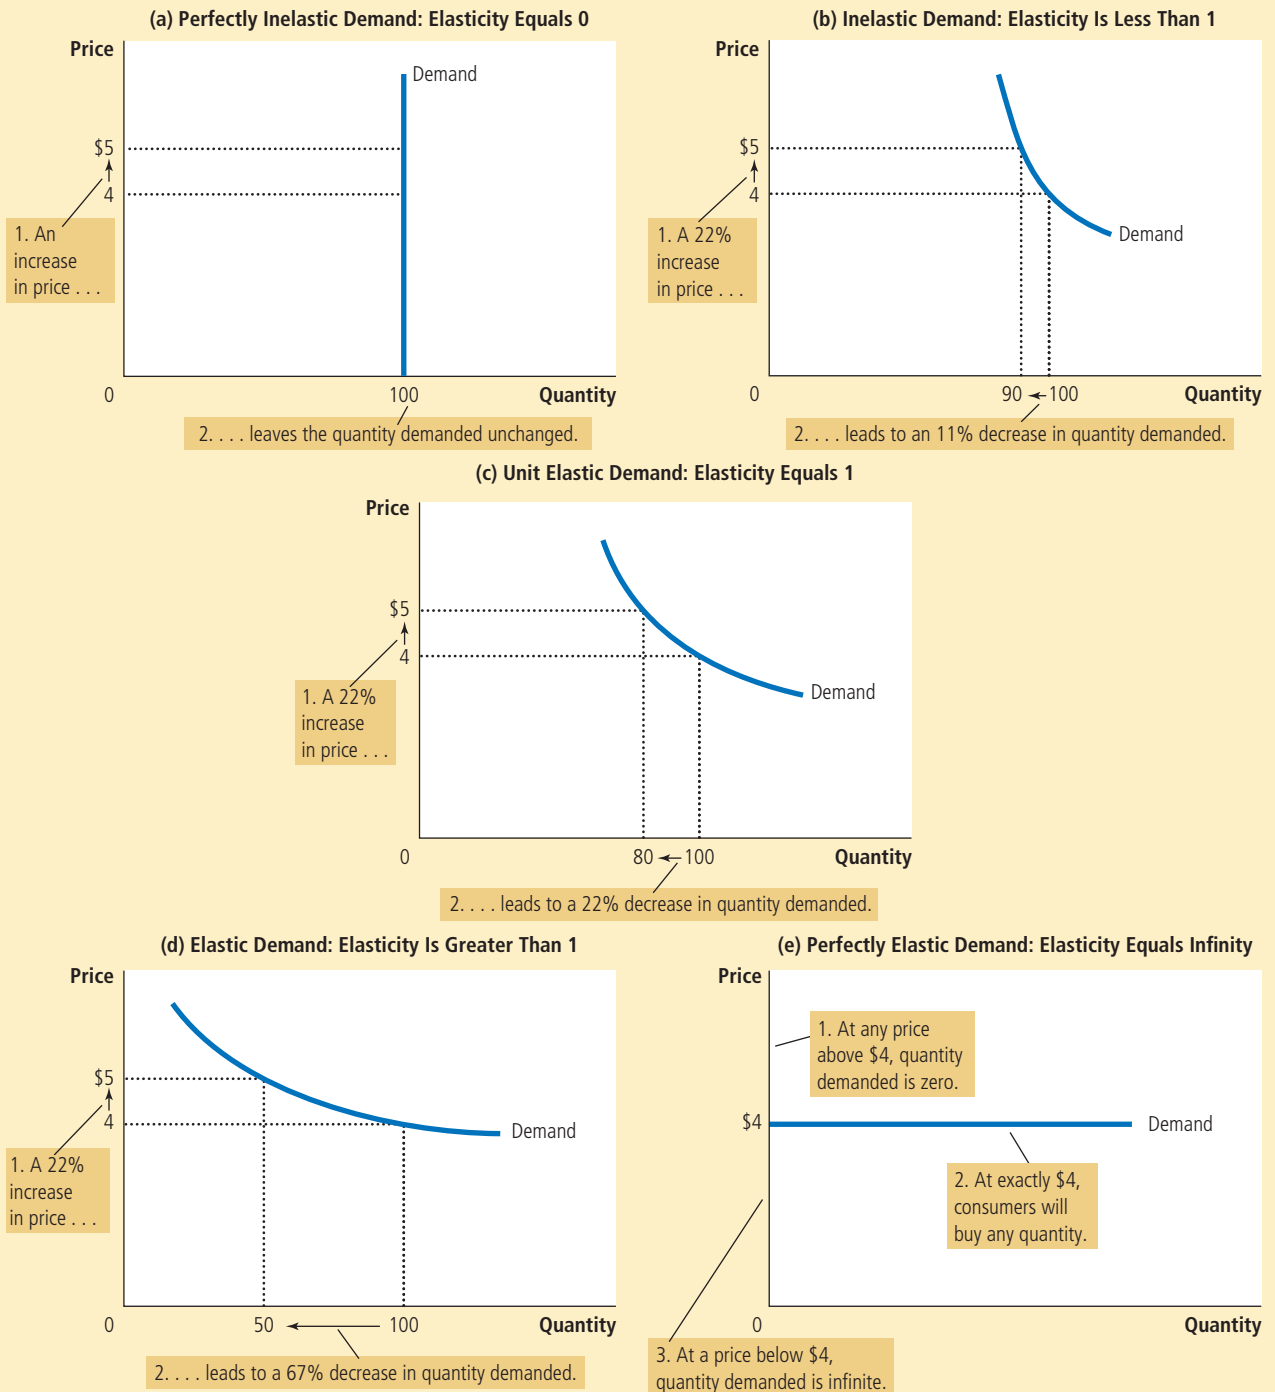 (a) Perfectly Inelastic Demand: Elasticity Equals 0
Price
Demand
$5
4
1. An
increase
in price . . .
0
100
Quantity
2. . . . leaves the quantity demanded unchanged.
(b) Inelastic Demand: Elasticity Is Less Than 1
Price
$5
4
1. A 22%
increase
in price . . .
Demand
0
90
100
Quantity
2. . . . leads to an 11% decrease in quantity demanded.
(c) Unit Elastic Demand: Elasticity Equals 1
Price
$5
4
1. A 22%
increase
in price . . .
Demand
0
80
100
Quantity
2. . . . leads to a 22% decrease in quantity demanded.
(d) Elastic Demand: Elasticity Is Greater Than 1
Price
$5
4
Demand
1. A 22%
increase
in price . . .
0
50
100
Quantity
2. . . . leads to a 67% decrease in quantity demanded.
(e) Perfectly Elastic Demand: Elasticity Equals Infinity
Price
1. At any price
above $4, quantity
demanded is zero.
$4
Demand
2. At exactly $4,
consumers will
buy any quantity.
0
Quantity
3. At a price below $4,
quantity demanded is infinite.